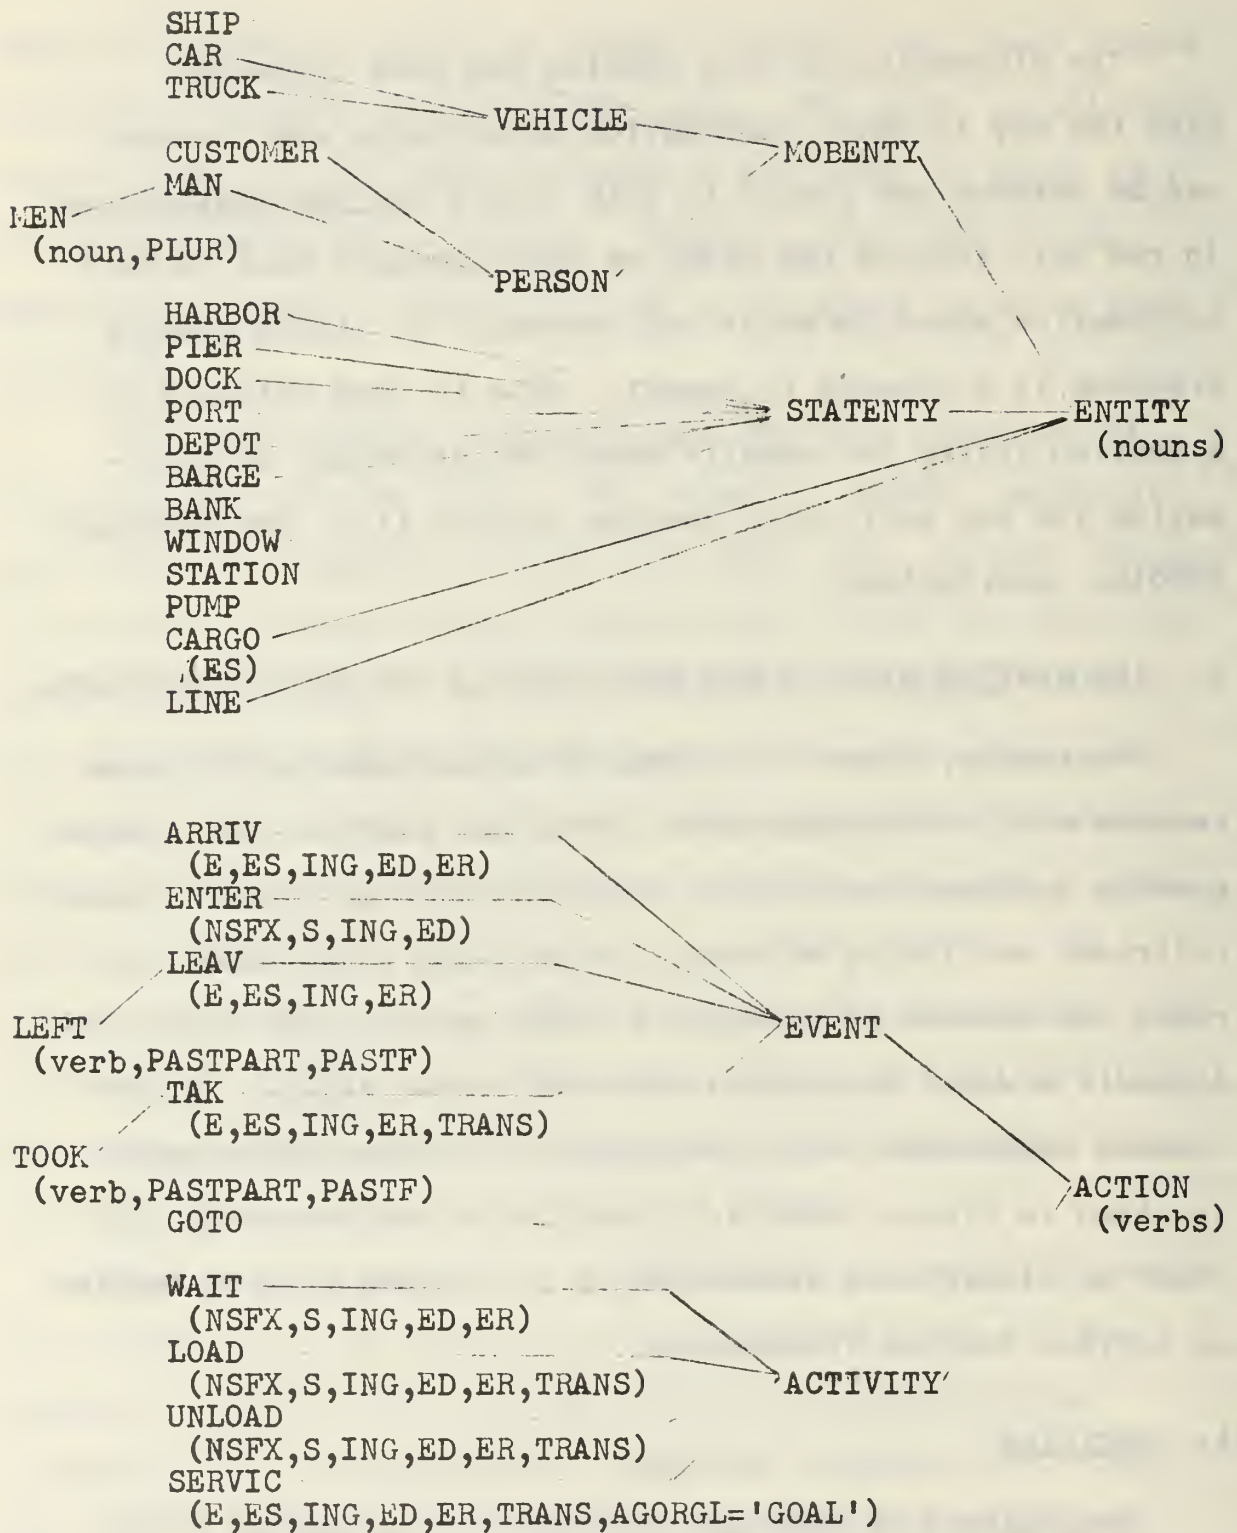 SHIP
CAR
TRUCK
VEHICLE
CUSTOMER MOBENTY
MAN
MEN
(noun,PLUR)
PERSON
HARBOR
PIER
DOCK
PORT STATENTY ENTITY
DEPOT (nouns)
BARGE
BANK
WINDOW
STATION
PUMP
CARGO
(ES)
LINE
ARRIV
(E,ES,ING,ED,ER)
ENTER
(NSFX,S,ING,ED)
LEAV
(E,ES,ING,ER)
LEFT EVENT
(verb,PASTPART,PASTF)
TAK
(E,ES,ING,ER,TRANS)
TOOK
(verb,PASTPART,PASTF) ACTION
GOTO (verbs)
WAIT
(NSFX,S,ING,ED,ER)
LOAD
(NSFX,S,ING,ED,ER,TRANS) ACTIVITY
UNLOAD
(NSFX,S,ING,ED,ER,TRANS)
SERVIC
(E,ES,ING,ED,ER,TRANS,AGORGL='GOAL')